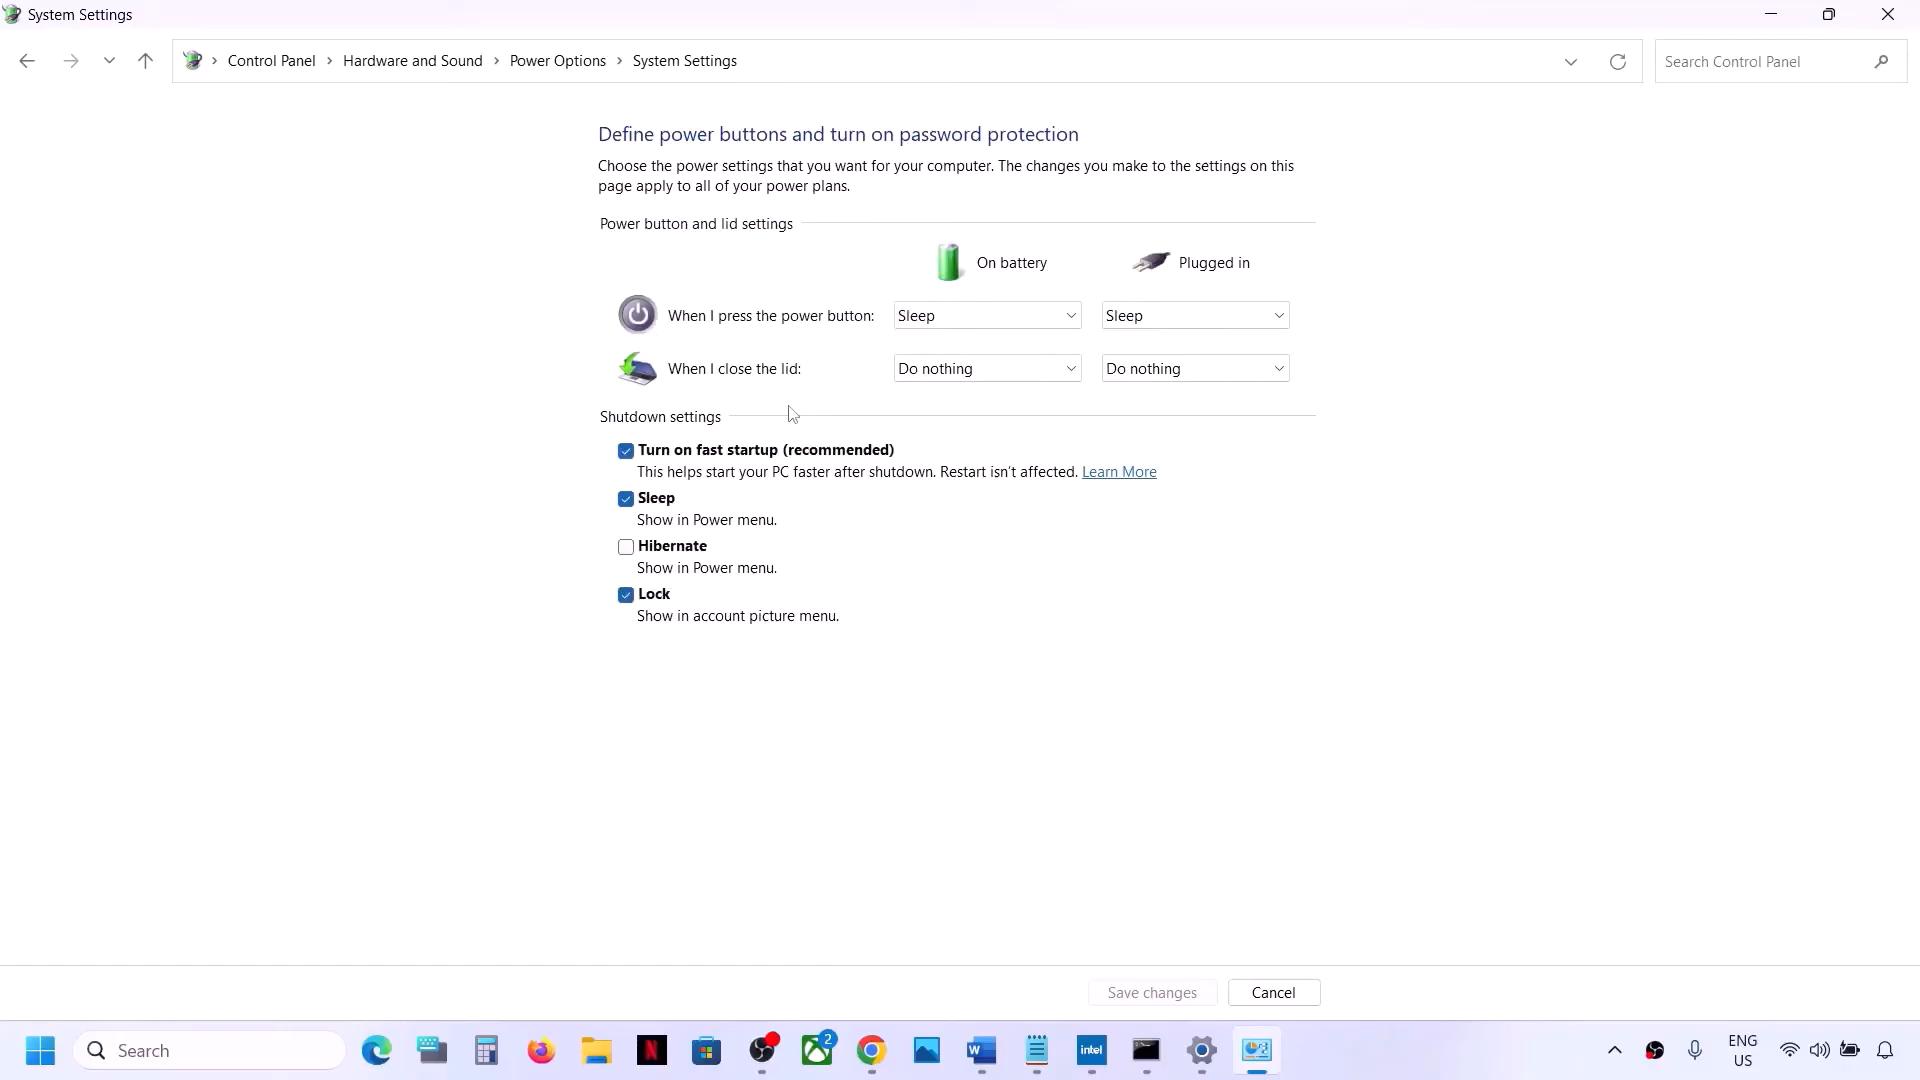 System Settings
Control Panel › Hardware and Sound › Power Options › System Settings
Search Control Panel
Define power buttons and turn on password protection
Choose the power settings that you want for your computer. The changes you make to the settings on this
page apply to all of your power plans.
Power button and lid settings
On battery Plugged in
When I press the power button: Sleep Sleep
When I close the lid: Do nothing Do nothing
Shutdown settings
Turn on fast startup (recommended)
This helps start your PC faster after shutdown. Restart isn't affected. Learn More
Sleep
Show in Power menu.
Hibernate
Show in Power menu.
Lock
Show in account picture menu.
Save changes Cancel
Search N 2 W intel ENG
US